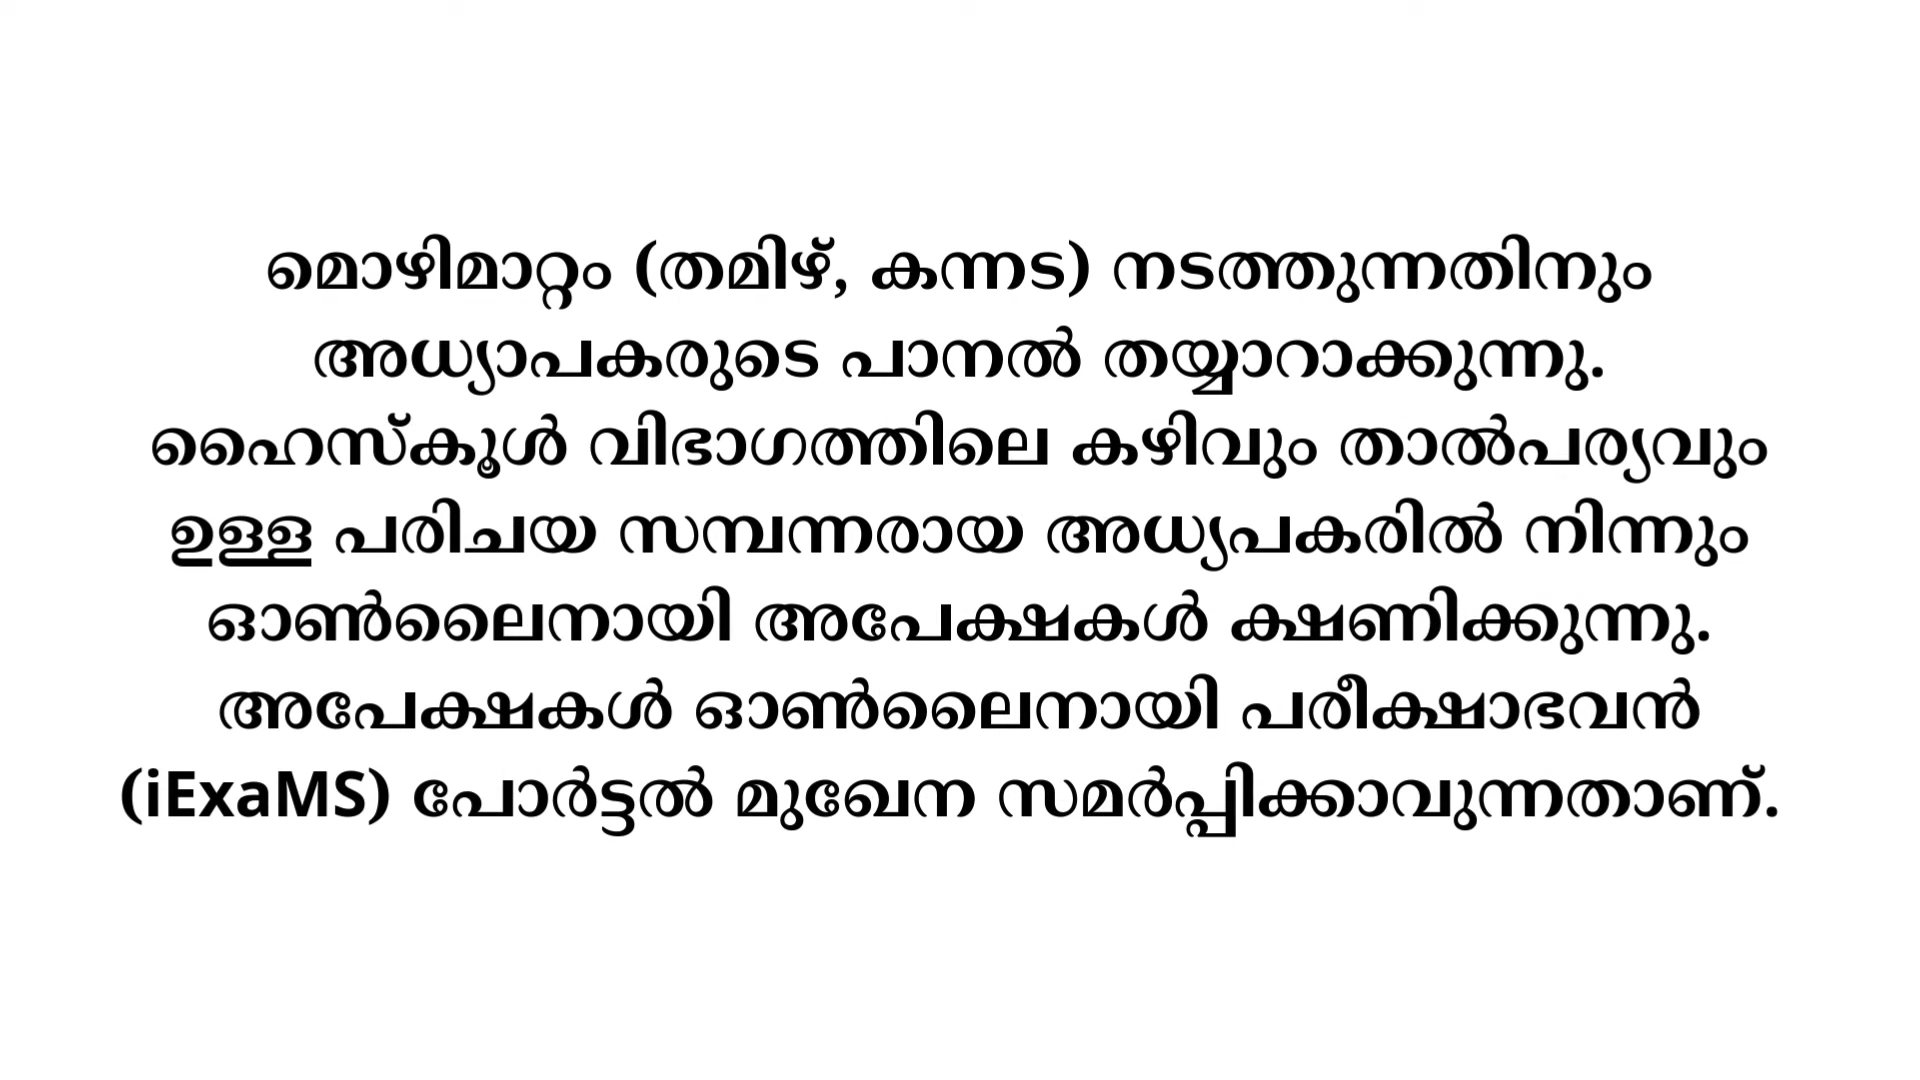 മൊഴിമാറ്റം (തമിഴ്, കന്നട) നടത്തുന്നതിനും
അധ്യാപകരുടെ പാനൽ തയ്യാറാക്കുന്നു.
ഹൈസ്കൂൾ വിഭാഗത്തിലെ കഴിവും താൽപര്യവും
ഉള്ള പരിചയ സമ്പന്നരായ അധ്യപകരിൽ നിന്നും
ഓൺലൈനായി അപേക്ഷകൾ ക്ഷണിക്കുന്നു.
അപേക്ഷകൾ ഓൺലൈനായി പരീക്ഷാഭവൻ
(iExaMS) പോർട്ടൽ മുഖേന സമർപ്പിക്കാവുന്നതാണ്.